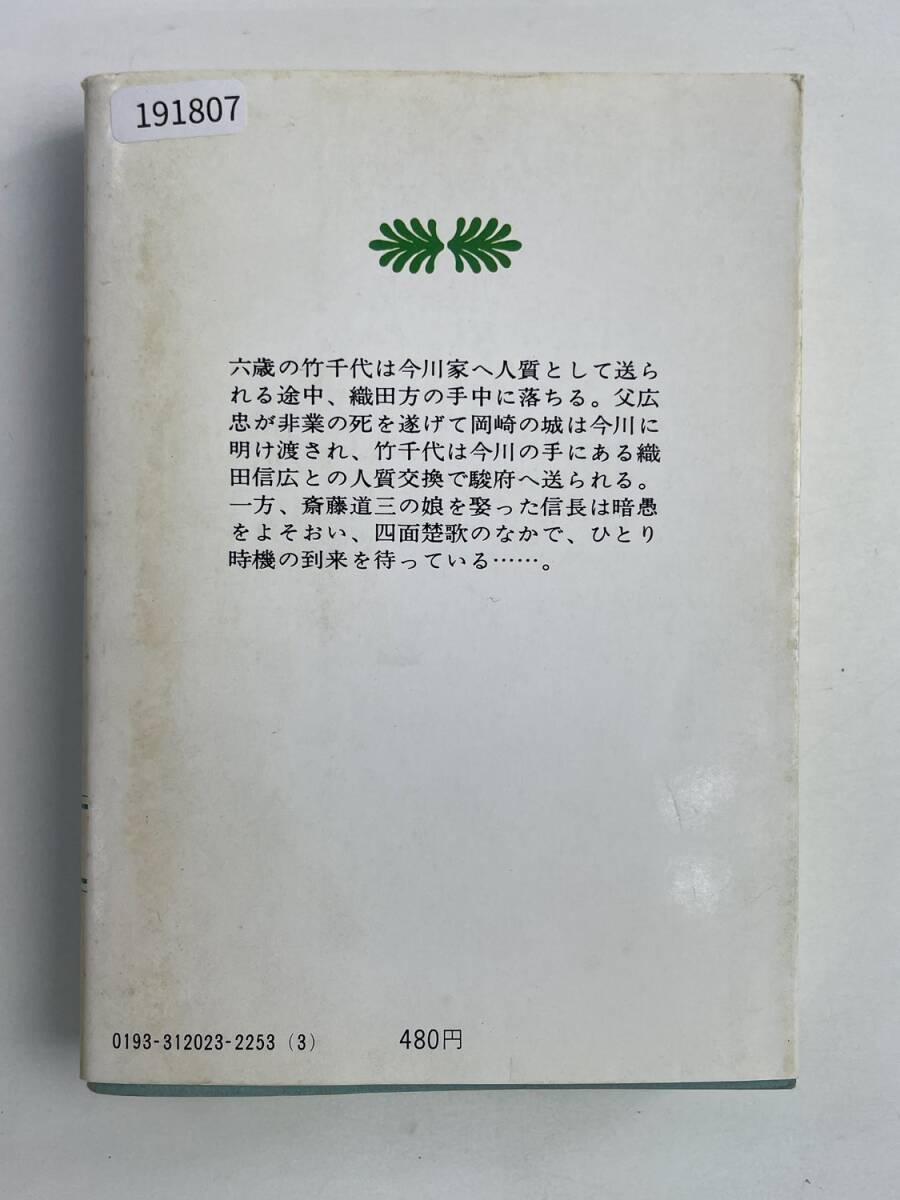 191807
六歳の竹千代は今川家へ人質として送ら
れる途中、織田方の手中に落ちる。父広
忠が非業の死を遂げて岡崎の城は今川に
明け渡され、竹千代は今川の手にある織
田信広との人質交換で駿府へ送られる。
一方、斎藤道三の娘を娶った信長は暗愚
をよそおい、四面楚歌のなかで、ひとり
時機の到来を待っている……。
0193-312023-2253 (3) 480円